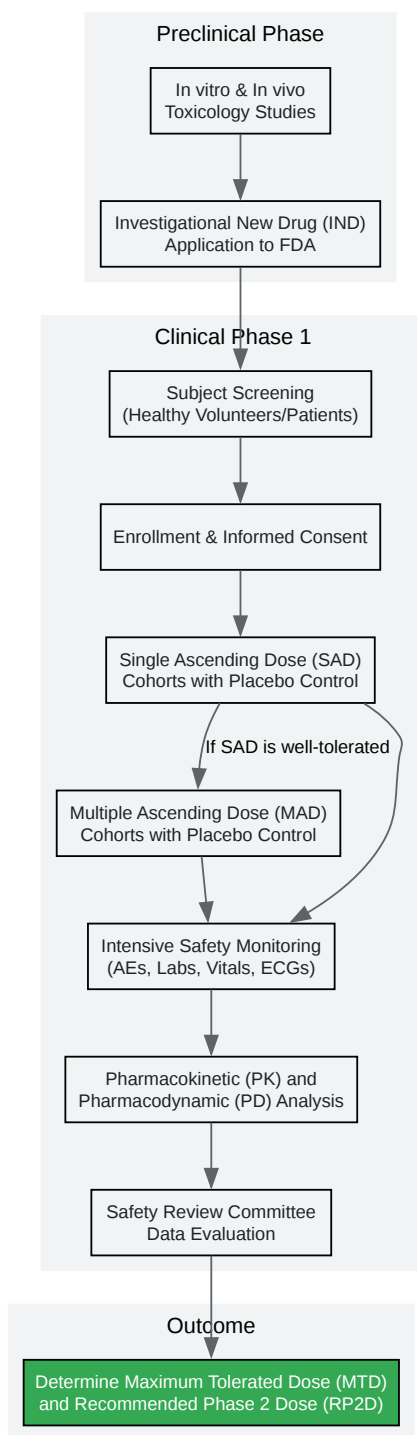 Preclinical Phase
In vitro & In vivo
Toxicology Studies
Investigational New Drug (IND)
Application to FDA
Clinical Phase 1
Subject Screening
(Healthy Volunteers/Patients)
Enrollment & Informed Consent
Single Ascending Dose (SAD)
Cohorts with Placebo Control
If SAD is well-tolerated
Multiple Ascending Dose (MAD)
Cohorts with Placebo Control
Intensive Safety Monitoring
(AEs, Labs, Vitals, ECGs)
Pharmacokinetic (PK) and
Pharmacodynamic (PD) Analysis
Safety Review Committee
Data Evaluation
Outcome
Determine Maximum Tolerated Dose (MTD)
and Recommended Phase 2 Dose (RP2D)